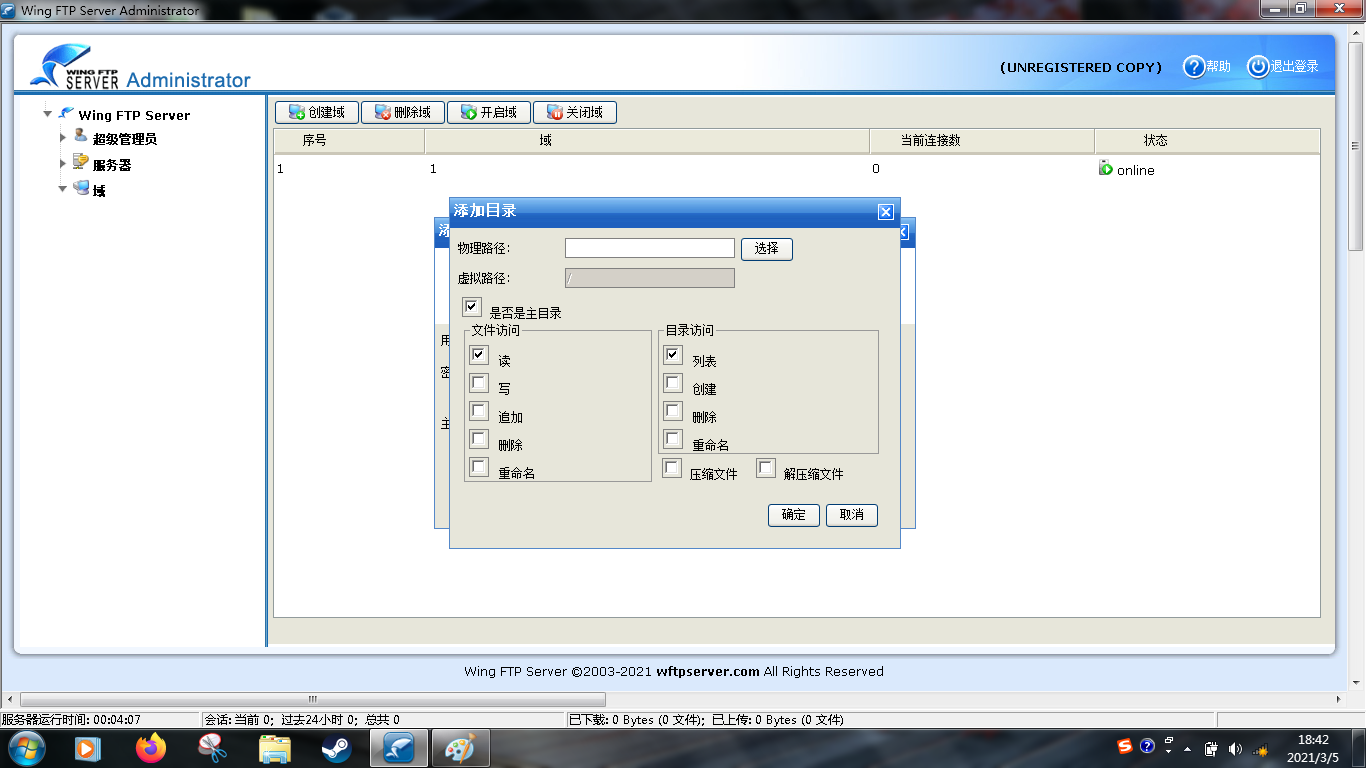 Wing FTP Server Administrator
WING FTP SERVER Administrator
(UNREGISTERED COPY) 帮助 退出登录
Wing FTP Server
超级管理员
服务器
域
创建域 删除域 开启域 关闭域
序号 域 当前连接数 状态
1 1 0 online
添加目录
物理路径: 选择
虚拟路径: /
是否是主目录
文件访问
读
写
追加
删除
重命名
目录访问
列表
创建
删除
重命名
压缩文件 解压缩文件
确定 取消
Wing FTP Server ©2003-2021 wftpserver.com All Rights Reserved
服务器运行时间: 00:04:07 会话: 当前 0; 过去24小时 0; 总共 0 已下载: 0 Bytes (0 文件); 已上传: 0 Bytes (0 文件)
18:42
2021/3/5